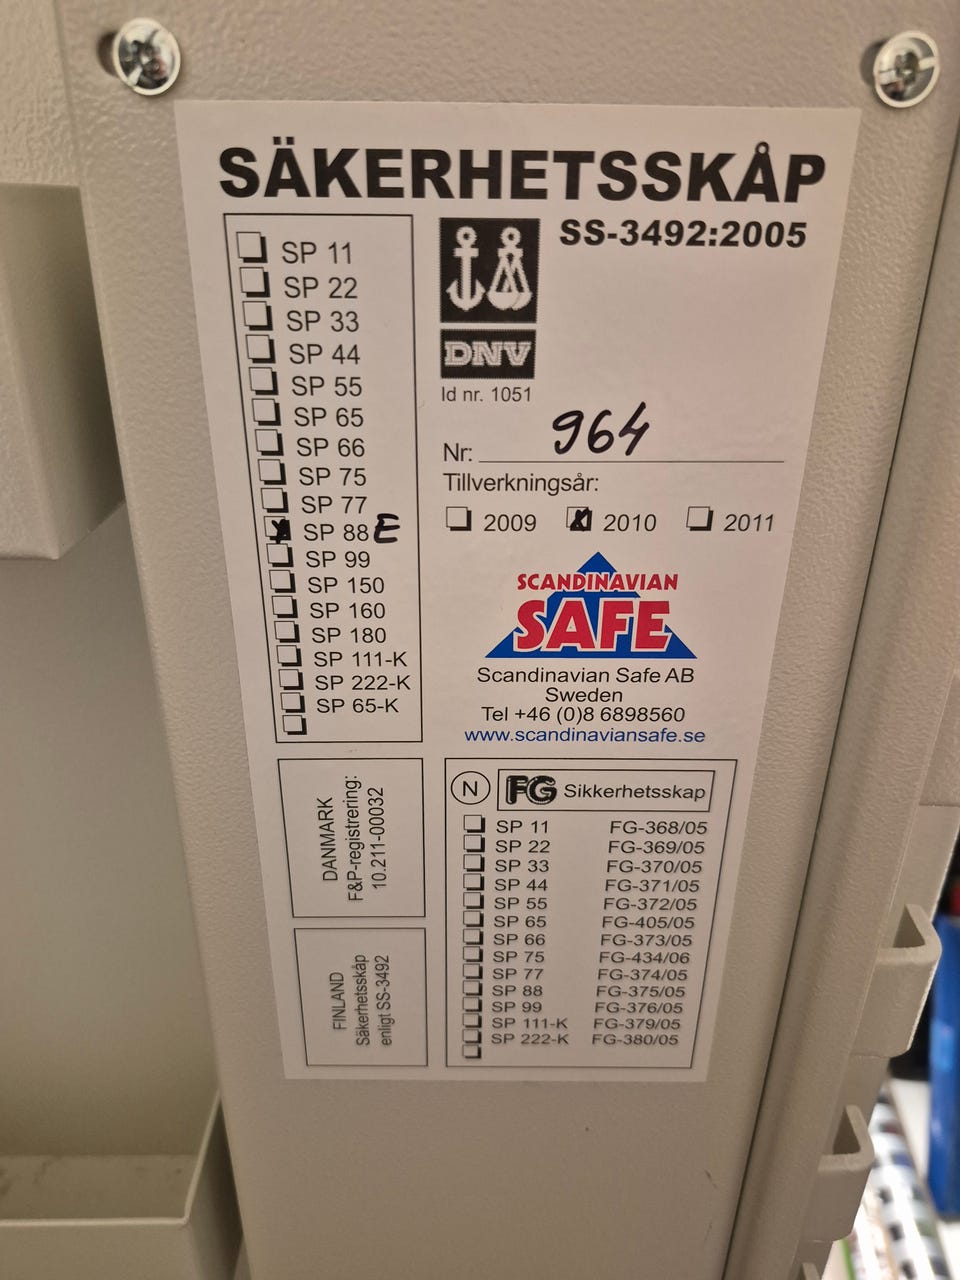 SÄKERHETSSKÅP
SS-3492:2005
SP 11
SP 22
SP 33
SP 44
SP 55
SP 65
SP 66
SP 75
SP 77
SP 88 E
SP 99
SP 150
SP 160
SP 180
SP 111-K
SP 222-K
SP 65-K
DNV
Id nr. 1051
Nr: 964
Tillverkningsår:
2009 2010 2011
SCANDINAVIAN
SAFE
Scandinavian Safe AB
Sweden
Tel +46 (0)8 6898560
www.scandinaviansafe.se
DANMARK
F&P-registrering:
10.211-00032
FINLAND
Säkerhetsskåp
enligt SS-3492
N FG Sikkerhetsskap
SP 11 FG-368/05
SP 22 FG-369/05
SP 33 FG-370/05
SP 44 FG-371/05
SP 55 FG-372/05
SP 65 FG-405/05
SP 66 FG-373/05
SP 75 FG-434/06
SP 77 FG-374/05
SP 88 FG-375/05
SP 99 FG-376/05
SP 111-K FG-379/05
SP 222-K FG-380/05